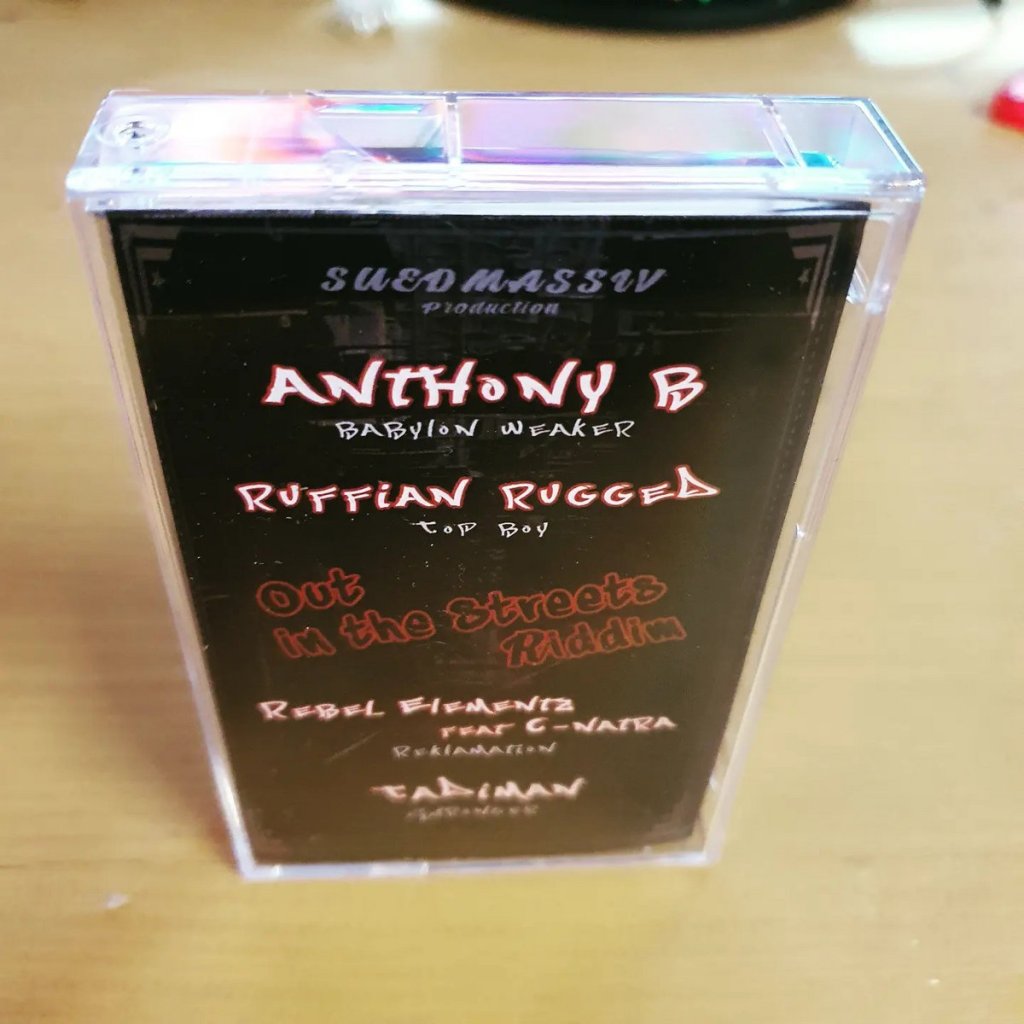 SUEDMASSIV
Production
ANTHONY B
BABYLON WEAKER
RUFFIAN RUGGED
TOP BOY
Out
in the Streets
Riddim
REBEL ELEMENTZ
FEAT C-NATRA
REKLAMATION
TADIMAN